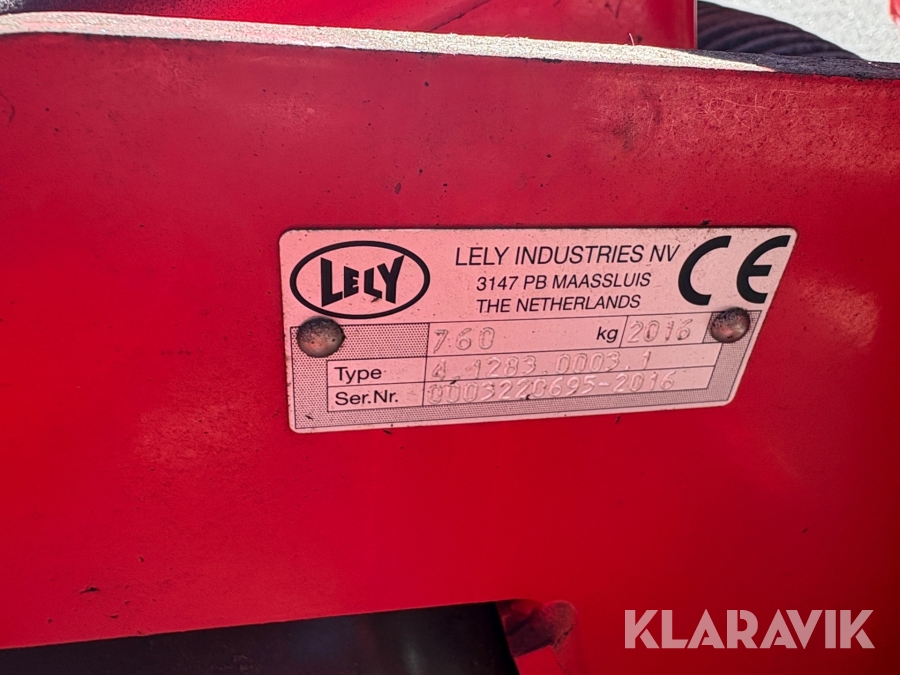 LELY
LELY INDUSTRIES NV
3147 PB MAASSLUIS
THE NETHERLANDS
CE
760 kg 2016
Type 4.1283.0003.1
Ser.Nr. 0003220695-2016
KLARAVIK